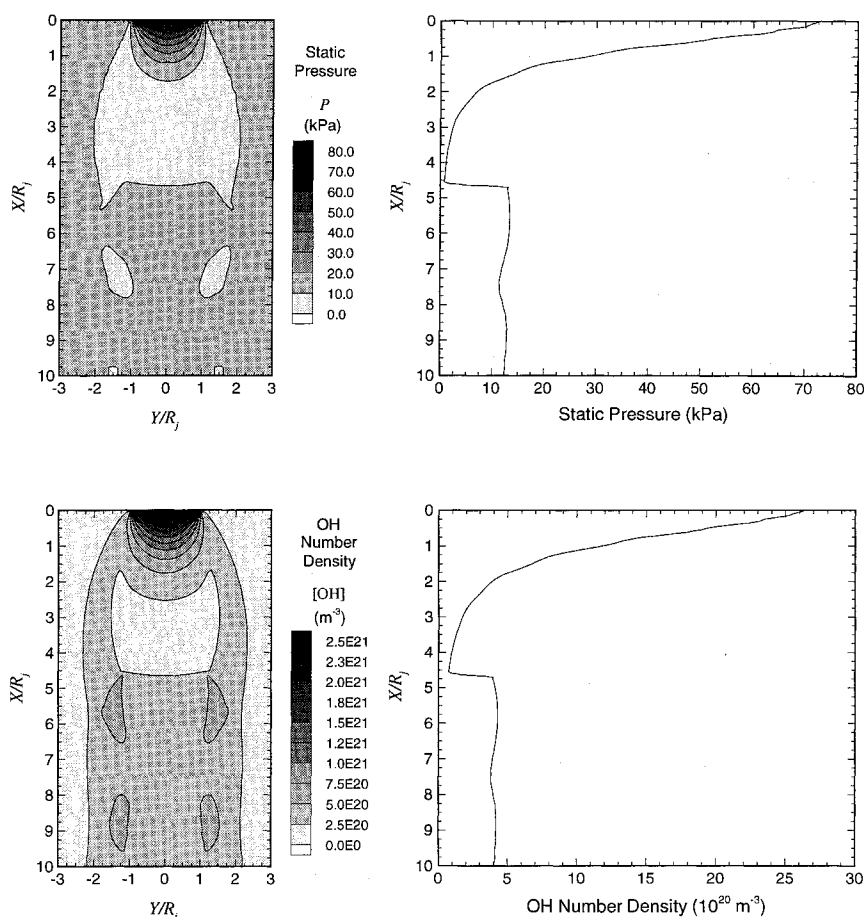 0
1
2
3
4
5
6
7
8
9
10
X/Rj
-3 -2 -1 0 1 2 3
Y/Rj
Static
Pressure
P
(kPa)
80.0
70.0
60.0
50.0
40.0
30.0
20.0
10.0
0.0
0
1
2
3
4
5
6
7
8
9
10
X/Rj
0 10 20 30 40 50 60 70 80
Static Pressure (kPa)
0
1
2
3
4
5
6
7
8
9
10
X/Rj
-3 -2 -1 0 1 2 3
Y/Rj
OH
Number
Density
[OH]
(m⁻³)
2.5E21
2.3E21
2.0E21
1.8E21
1.5E21
1.2E21
1.0E21
7.5E20
5.0E20
2.5E20
0.0E0
0
1
2
3
4
5
6
7
8
9
10
X/Rj
0 5 10 15 20 25 30
OH Number Density (10²⁰ m⁻³)